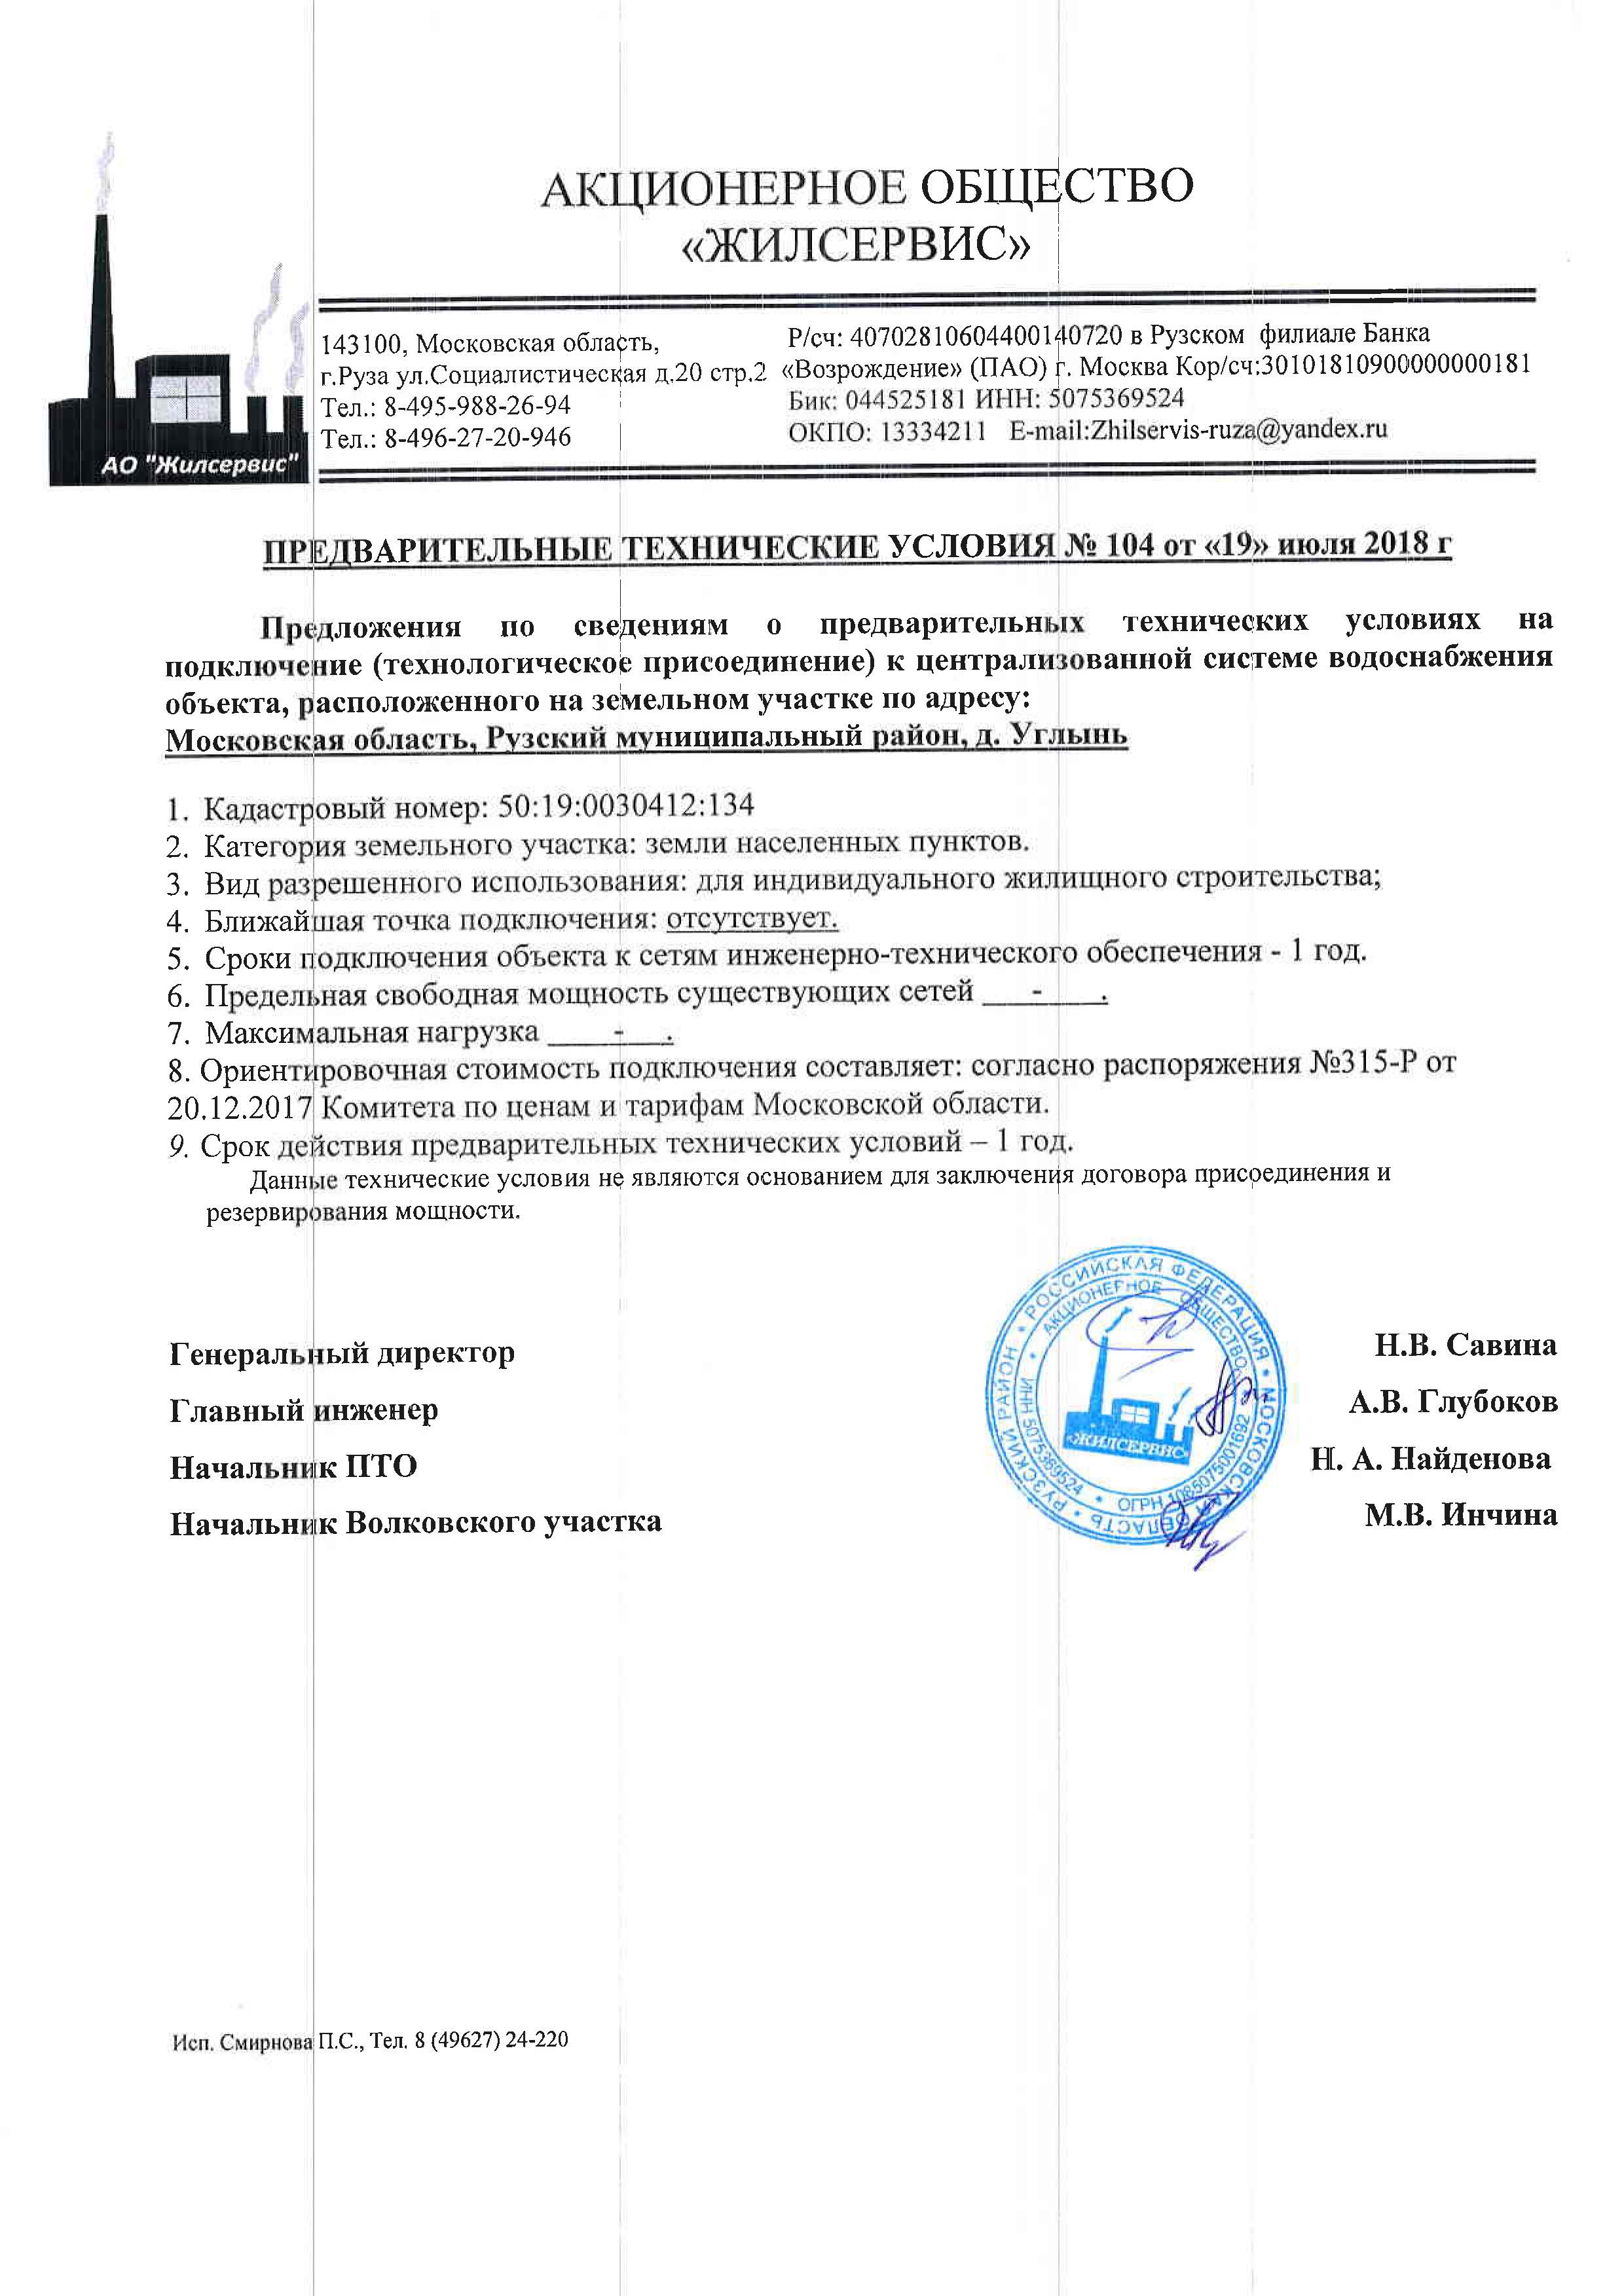 АКЦИОНЕРНОЕ ОБЩЕСТВО
«ЖИЛСЕРВИС»
АО "Жилсервис"
143100, Московская область,
г.Руза ул.Социалистическая д.20 стр.2
Тел.: 8-495-988-26-94
Тел.: 8-496-27-20-946
Р/сч: 40702810604400140720 в Рузском филиале Банка
«Возрождение» (ПАО) г. Москва Кор/сч:30101810900000000181
Бик: 044525181 ИНН: 5075369524
ОКПО: 13334211 E-mail:Zhilservis-ruza@yandex.ru
ПРЕДВАРИТЕЛЬНЫЕ ТЕХНИЧЕСКИЕ УСЛОВИЯ № 104 от «19» июля 2018 г
Предложения по сведениям о предварительных технических условиях на
подключение (технологическое присоединение) к централизованной системе водоснабжения
объекта, расположенного на земельном участке по адресу:
Московская область, Рузский муниципальный район, д. Углынь
1. Кадастровый номер: 50:19:0030412:134
2. Категория земельного участка: земли населенных пунктов.
3. Вид разрешенного использования: для индивидуального жилищного строительства;
4. Ближайшая точка подключения: отсутствует.
5. Сроки подключения объекта к сетям инженерно-технического обеспечения - 1 год.
6. Предельная свободная мощность существующих сетей ___-____.
7. Максимальная нагрузка ____-___.
8. Ориентировочная стоимость подключения составляет: согласно распоряжения №315-Р от
20.12.2017 Комитета по ценам и тарифам Московской области.
9. Срок действия предварительных технических условий – 1 год.
Данные технические условия не являются основанием для заключения договора присоединения и
резервирования мощности.
Генеральный директор Н.В. Савина
Главный инженер А.В. Глубоков
Начальник ПТО Н. А. Найденова
Начальник Волковского участка М.В. Инчина
РОССИЙСКАЯ ФЕДЕРАЦИЯ * МОСКОВСКАЯ ОБЛАСТЬ * РУЗСКИЙ РАЙОН *
АКЦИОНЕРНОЕ ОБЩЕСТВО * ОГРН 1065075001692 * ИНН 5075369524 *
«ЖИЛСЕРВИС»
Исп. Смирнова П.С., Тел. 8 (49627) 24-220